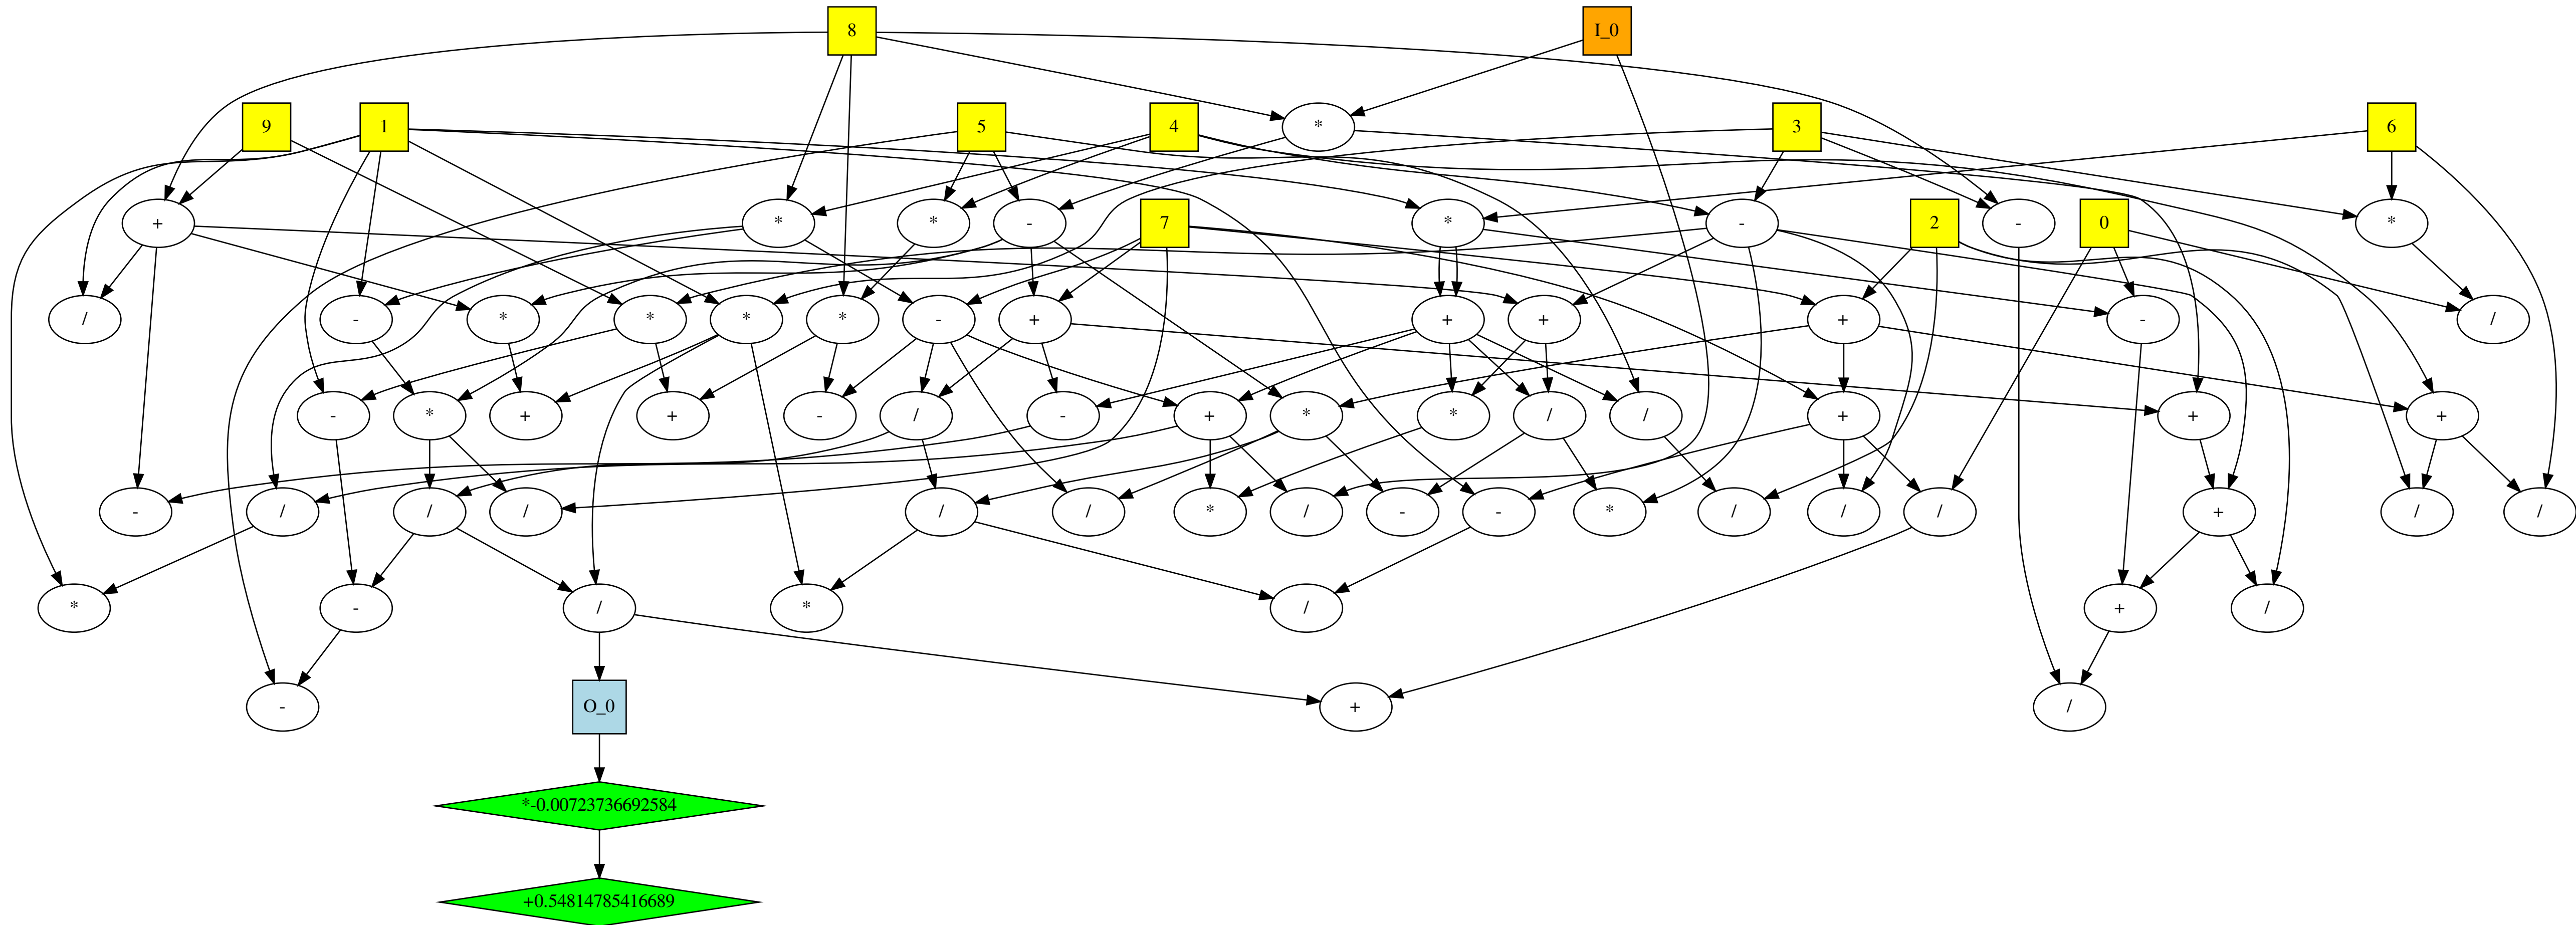 8 I_0
9 1 5 4 * 3 6
+ * * - 7 * - 2 - 0 *
/ - * * * * - + + + + - /
- * + + - / - + * * / / + + +
- / / / / / * / - - * / / / + / /
* - / * / + /
- O_0 + /
*-0.00723736692584
+0.54814785416689